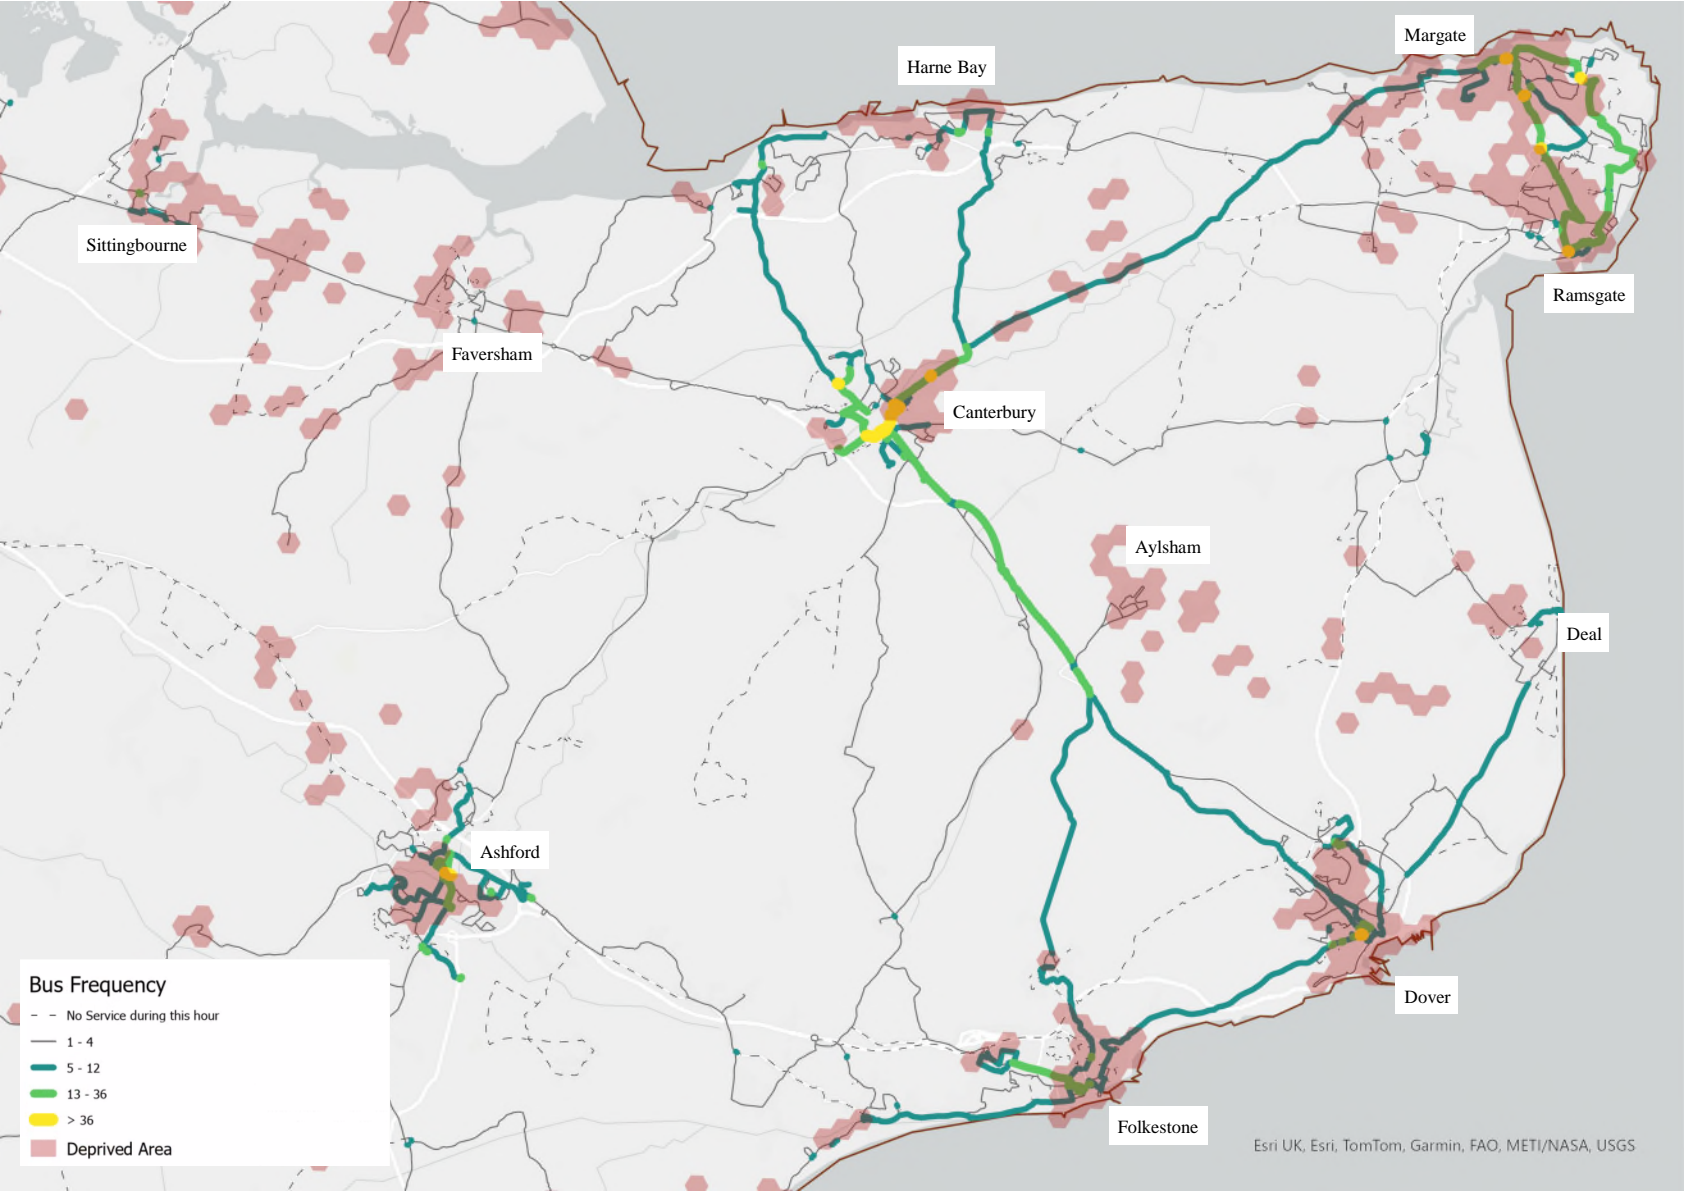 Margate
Harne Bay
Sittingbourne
Ramsgate
Faversham
Canterbury
Aylsham
Deal
Ashford
Bus Frequency
No Service during this hour
1 - 4
5 - 12
13 - 36
> 36
Deprived Area
Dover
Folkestone
Esri UK, Esri, TomTom, Garmin, FAO, METI/NASA, USGS